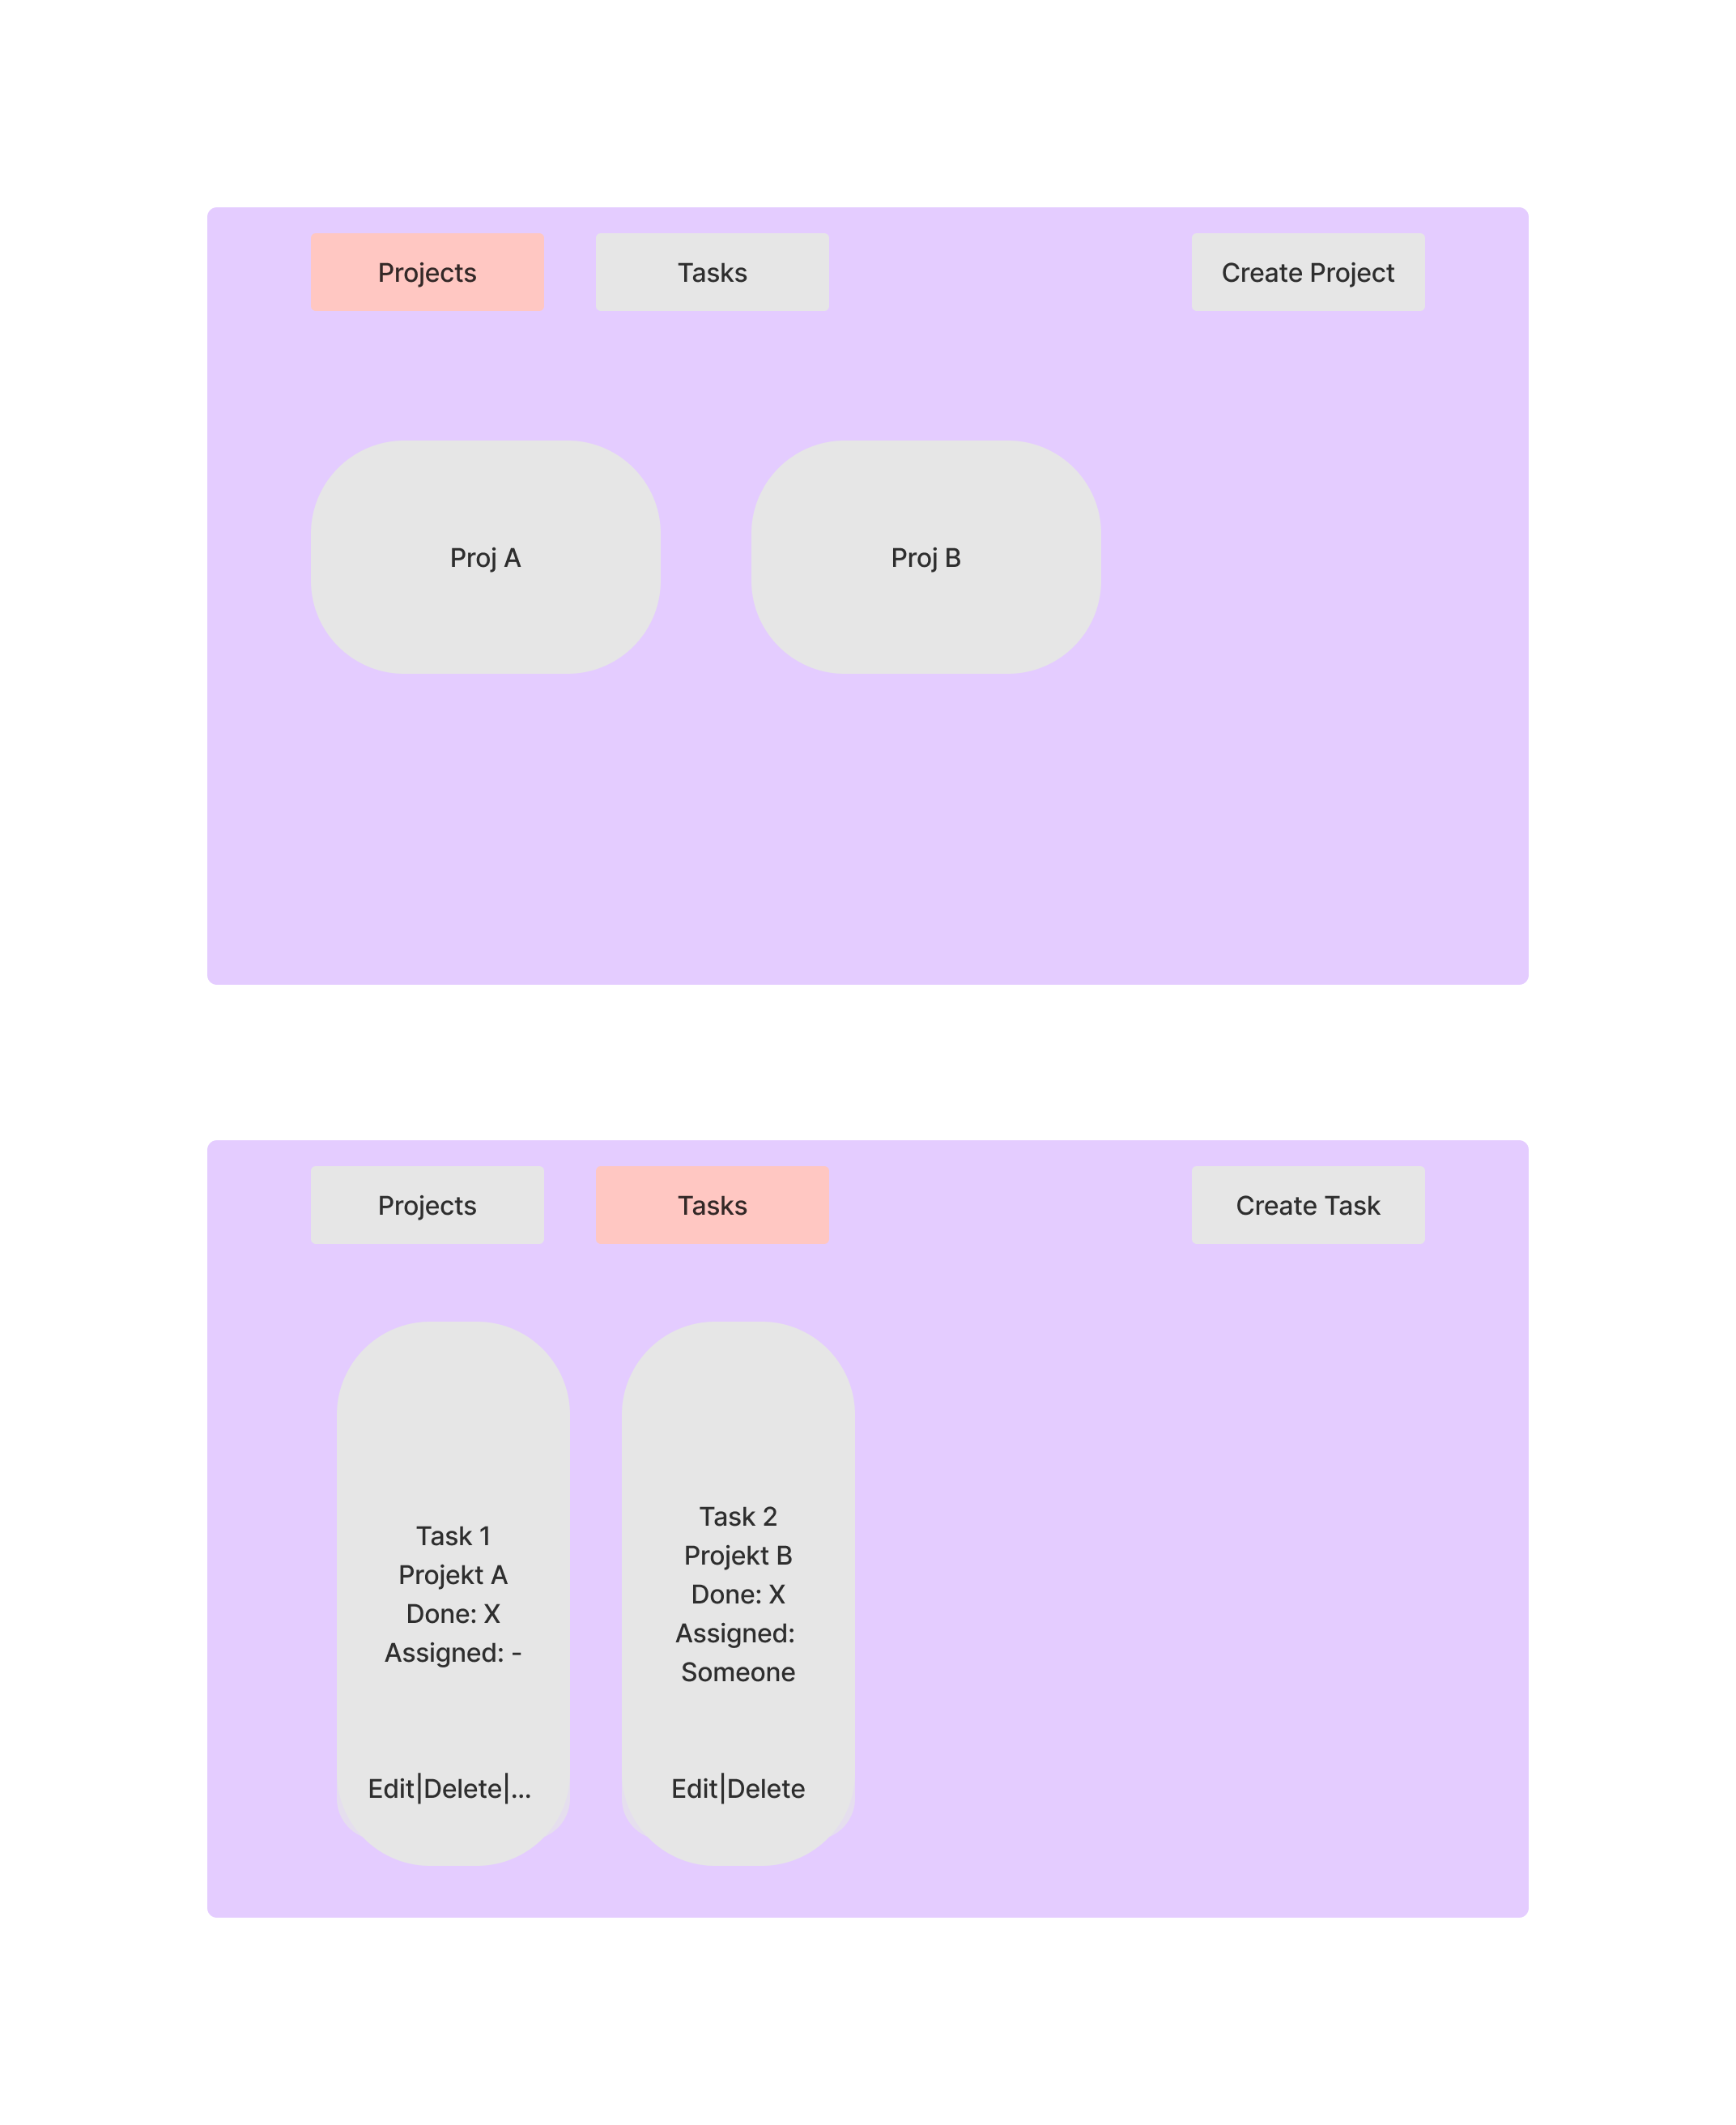 Projects
Tasks
Create Project
Proj A
Proj B
Projects
Tasks
Create Task
Task 1
Projekt A
Done: X
Assigned: -
Edit|Delete|...
Task 2
Projekt B
Done: X
Assigned:
Someone
Edit|Delete